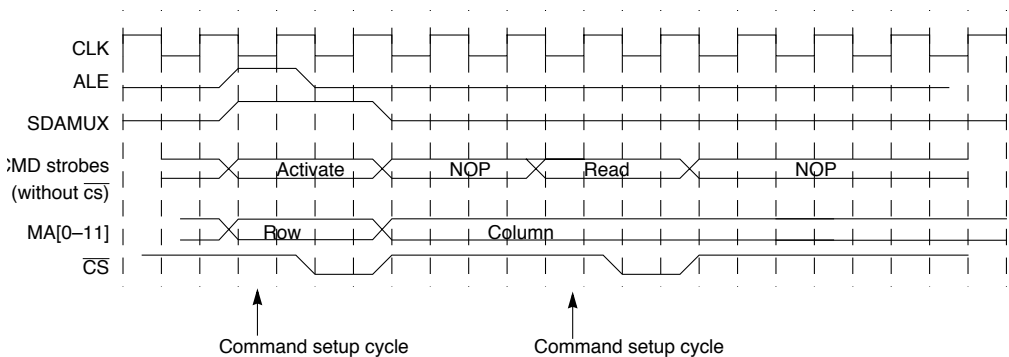 CLK
ALE
SDAMUX
CMD strobes
(without cs)
Activate NOP Read NOP
MA[0–11]
Row Column
CS
Command setup cycle Command setup cycle